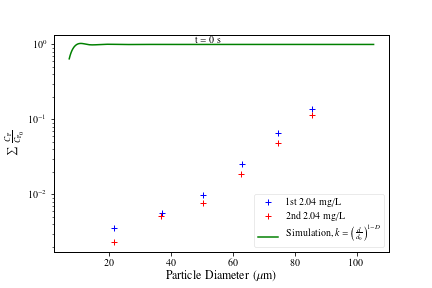 t = 0 s
10⁰
10⁻¹
10⁻²
∑ C_P/C_{P₀}
1st 2.04 mg/L
2nd 2.04 mg/L
Simulation, k = (d/d₀)^{1−D}
20 40 60 80 100
Particle Diameter (μm)